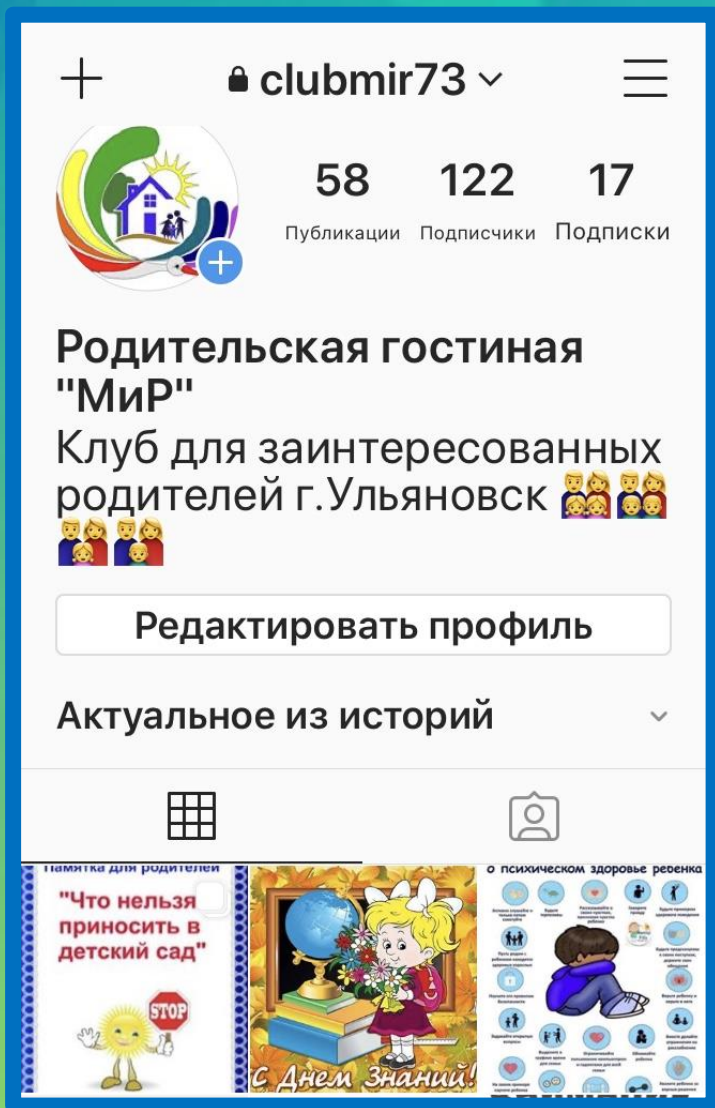 clubmir73
58 122 17
Публикации Подписчики Подписки
Родительская гостиная
"МиР"
Клуб для заинтересованных
родителей г.Ульяновск
Редактировать профиль
Актуальное из историй
Памятка для родителей
"Что нельзя
приносить в
детский сад"
STOP
С Днем Знаний!
о психическом здоровье ребенка